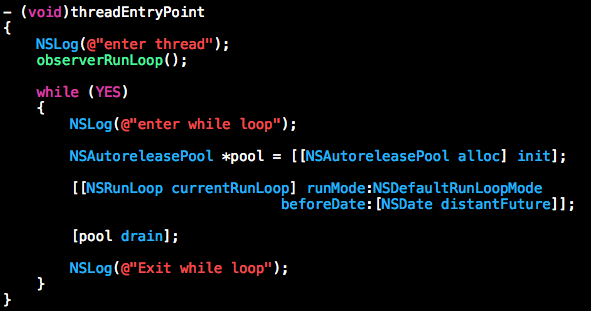 - (void)threadEntryPoint
{
    NSLog(@"enter thread");
    observerRunLoop();

    while (YES)
    {
        NSLog(@"enter while loop");

        NSAutoreleasePool *pool = [[NSAutoreleasePool alloc] init];

        [[NSRunLoop currentRunLoop] runMode:NSDefaultRunLoopMode
                                 beforeDate:[NSDate distantFuture]];

        [pool drain];

        NSLog(@"Exit while loop");
    }
}